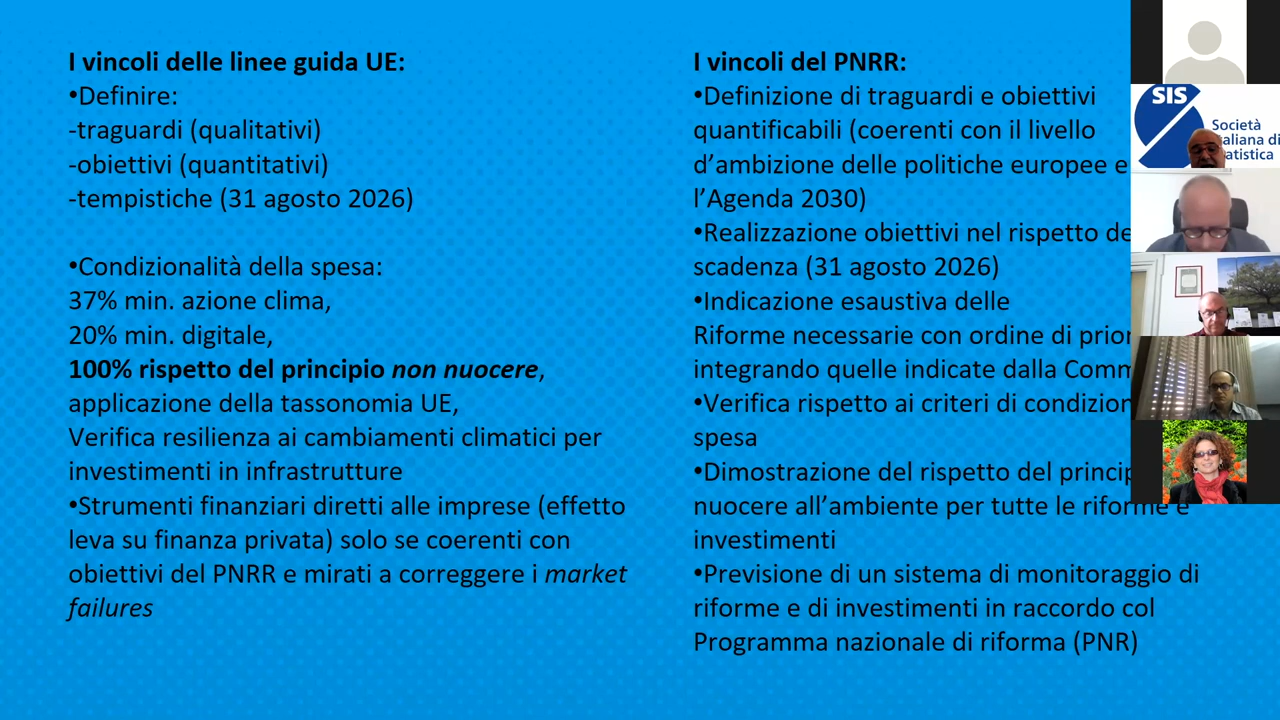 I vincoli delle linee guida UE:
•Definire:
-traguardi (qualitativi)
-obiettivi (quantitativi)
-tempistiche (31 agosto 2026)
•Condizionalità della spesa:
37% min. azione clima,
20% min. digitale,
100% rispetto del principio non nuocere,
applicazione della tassonomia UE,
Verifica resilienza ai cambiamenti climatici per
investimenti in infrastrutture
•Strumenti finanziari diretti alle imprese (effetto
leva su finanza privata) solo se coerenti con
obiettivi del PNRR e mirati a correggere i market
failures
I vincoli del PNRR:
•Definizione di traguardi e obiettivi
quantificabili (coerenti con il livello
d'ambizione delle politiche europee e
l'Agenda 2030)
•Realizzazione obiettivi nel rispetto
scadenza (31 agosto 2026)
•Indicazione esaustiva delle
Riforme necessarie con ordine di
integrando quelle indicate dalla
•Verifica rispetto ai criteri di
spesa
•Dimostrazione del rispetto del
nuocere all'ambiente per tutte le riforme e
investimenti
•Previsione di un sistema di monitoraggio di
riforme e di investimenti in raccordo col
Programma nazionale di riforma (PNR)
SIS
Società
di